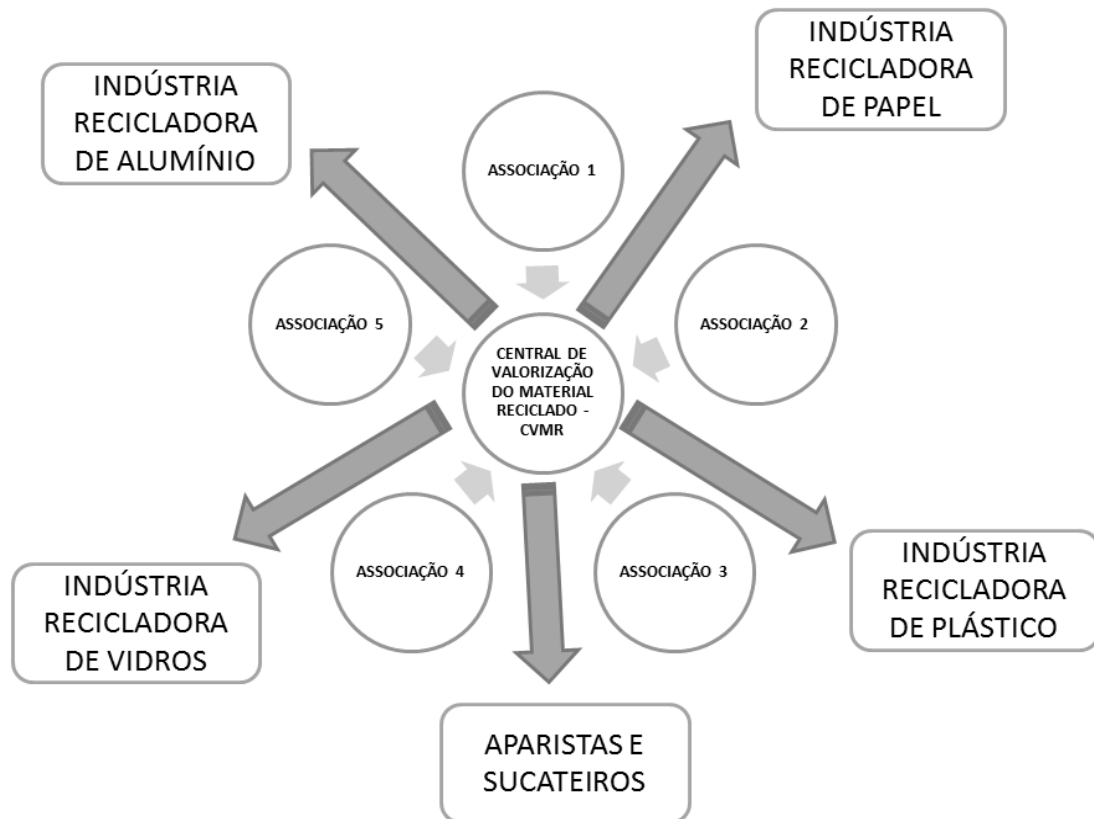 INDÚSTRIA
RECICLADORA
DE PAPEL
INDÚSTRIA
RECICLADORA
DE ALUMÍNIO
ASSOCIAÇÃO 1
ASSOCIAÇÃO 5
ASSOCIAÇÃO 2
CENTRAL DE
VALORIZAÇÃO
DO MATERIAL
RECICLADO -
CVMR
ASSOCIAÇÃO 4
ASSOCIAÇÃO 3
INDÚSTRIA
RECICLADORA
DE VIDROS
INDÚSTRIA
RECICLADORA
DE PLÁSTICO
APARISTAS E
SUCATEIROS